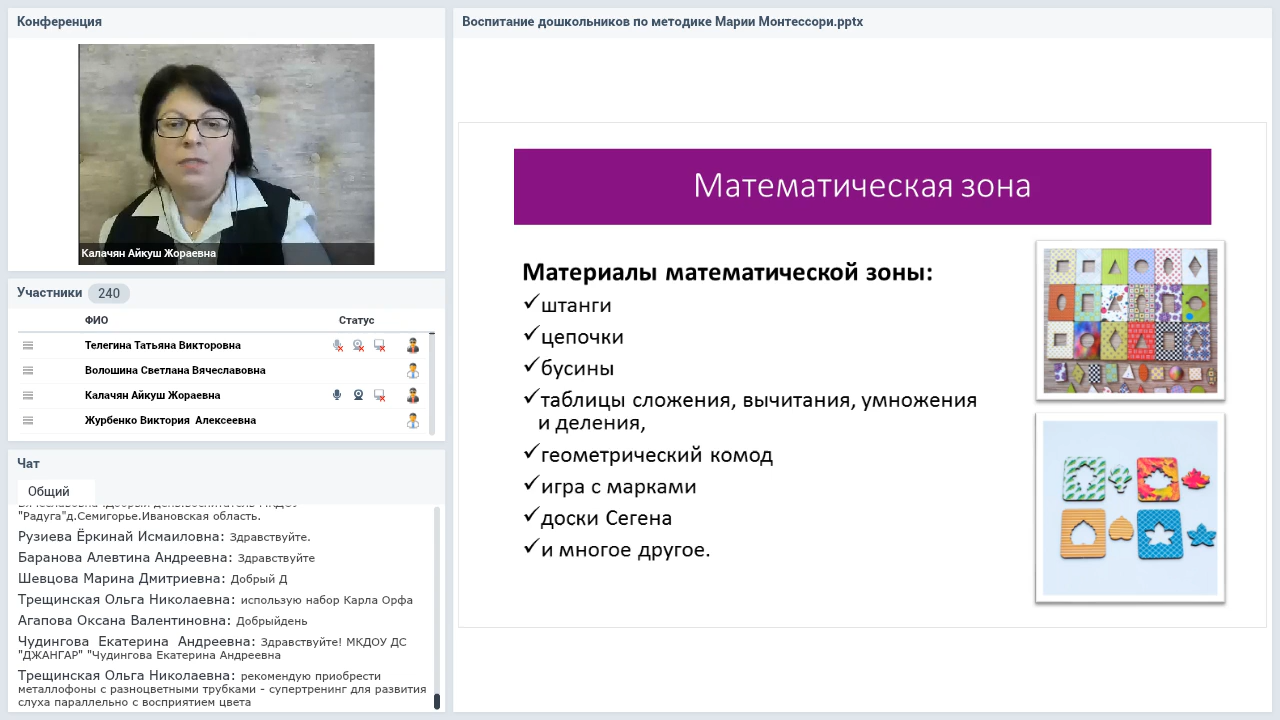 Конференция
Калачян Айкуш Жораевна
Участники 240
ФИО Статус
Телегина Татьяна Викторовна
Волошина Светлана Вячеславовна
Калачян Айкуш Жораевна
Журбенко Виктория  Алексеевна
Чат
Общий
"Радуга"д.Семигорье.Ивановская область.
Рузиева Ёркинай Исмаиловна: Здравствуйте.
Баранова Алевтина Андреевна: Здравствуйте
Шевцова Марина Дмитриевна: Добрый Д
Трещинская Ольга Николаевна: использую набор Карла Орфа
Агапова Оксана Валентиновна: Добрыйдень
Чудингова  Екатерина  Андреевна: Здравствуйте! МКДОУ ДС
"ДЖАНГАР" "Чудингова Екатерина Андреевна
Трещинская Ольга Николаевна: рекомендую приобрести
металлофоны с разноцветными трубками - супертренинг для развития
слуха параллельно с восприятием цвета
Воспитание дошкольников по методике Марии Монтессори.pptx
Математическая зона
Материалы математической зоны:
✓штанги
✓цепочки
✓бусины
✓таблицы сложения, вычитания, умножения
и деления,
✓геометрический комод
✓игра с марками
✓доски Сегена
✓и многое другое.